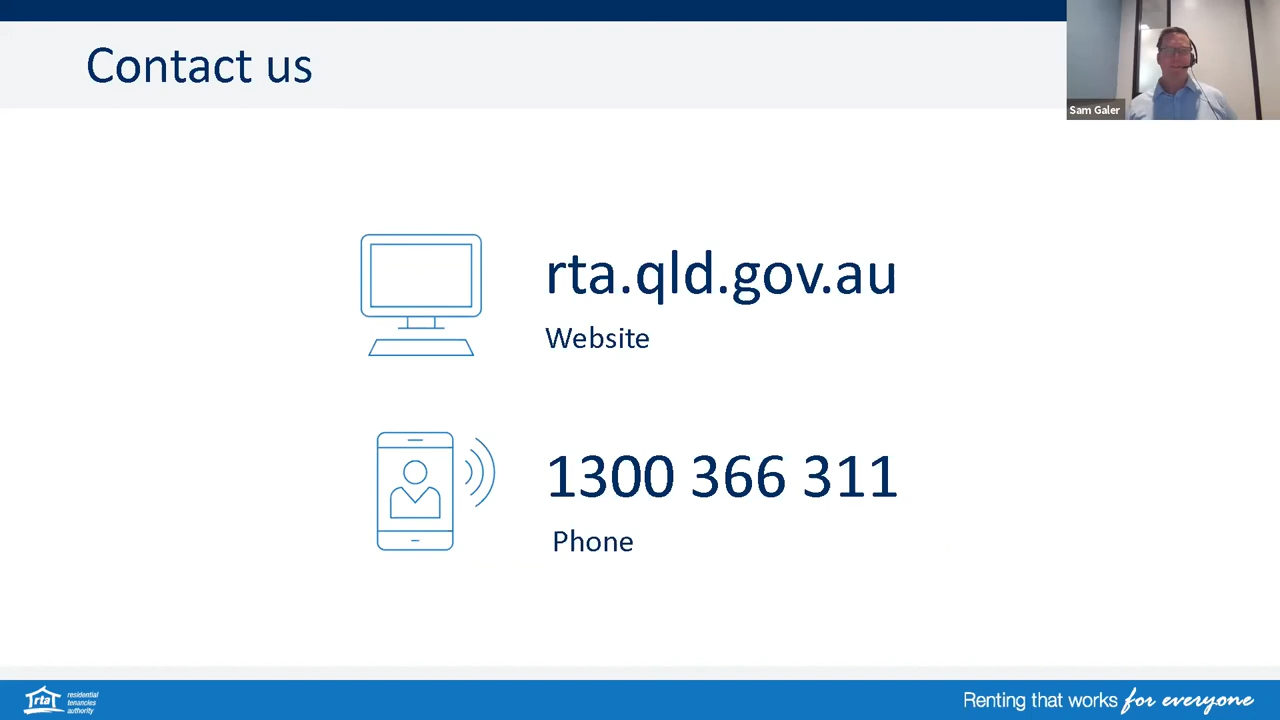 Contact us
Sam Galer
rta.qld.gov.au
Website
1300 366 311
Phone
rta
residential
tenancies
authority
Renting that works for everyone